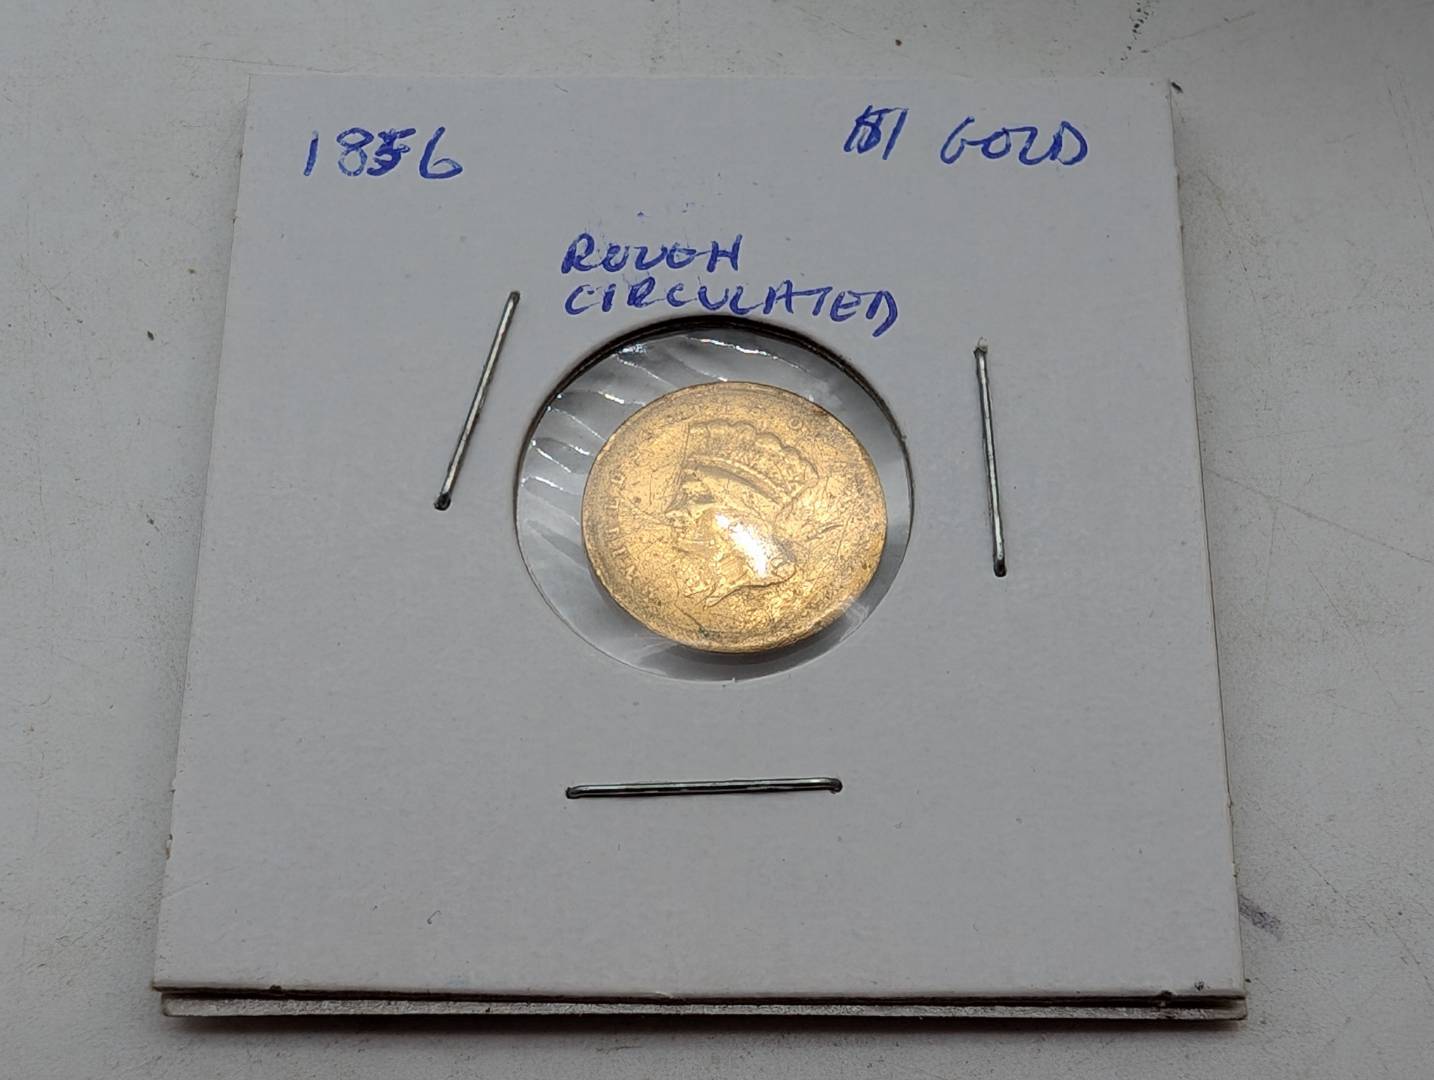 1856 $1 GOLD
ROUGH
CIRCULATED